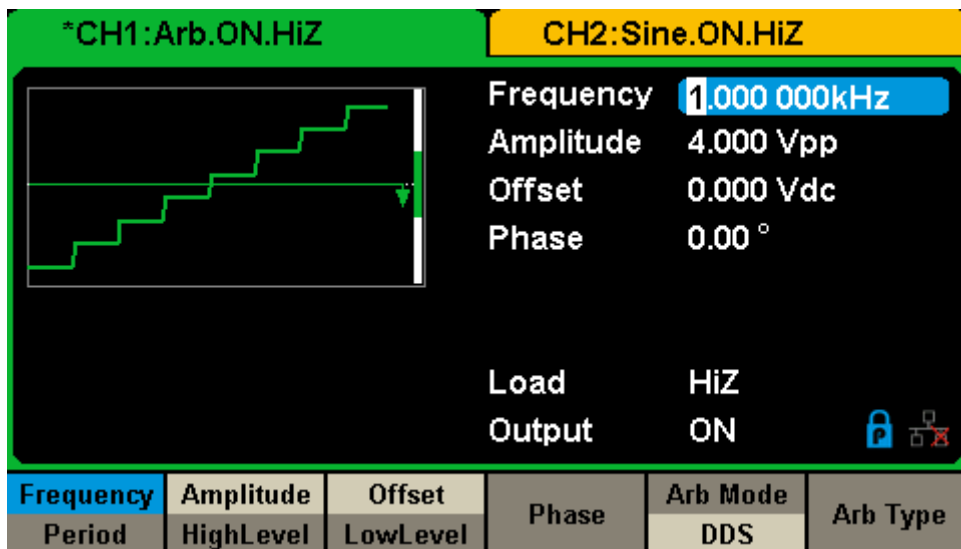 *CH1:Arb.ON.HiZ
CH2:Sine.ON.HiZ
Frequency 1.000 000kHz
Amplitude 4.000 Vpp
Offset 0.000 Vdc
Phase 0.00 °
Load HiZ
Output ON
P
Frequency Amplitude Offset Phase Arb Mode Arb Type
Period HighLevel LowLevel DDS